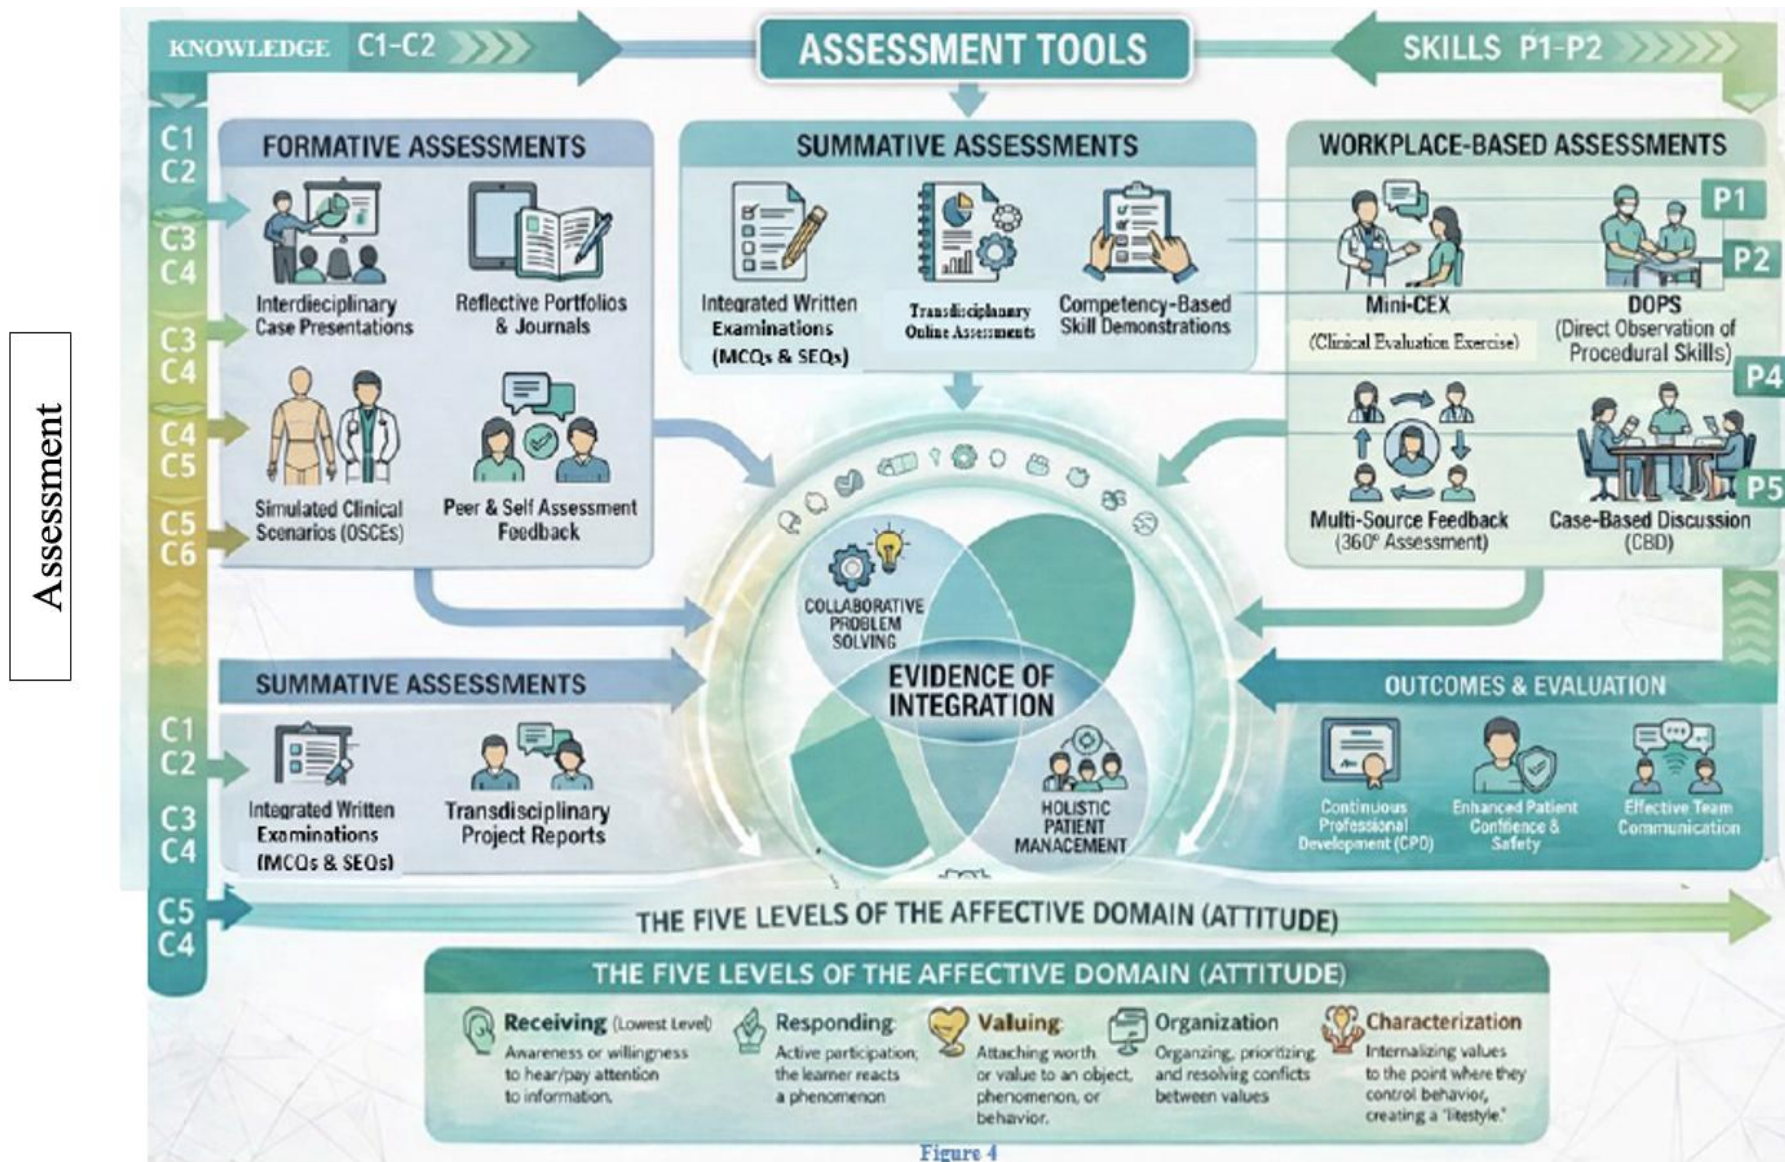 Assessment
KNOWLEDGE C1-C2
ASSESSMENT TOOLS
SKILLS P1-P2
C1
C2
C3
C4
C3
C4
C4
C5
C5
C6
C1
C2
C3
C4
C5
C4
FORMATIVE ASSESSMENTS
Interdieciplinary
Case Presentations
Reflective Portfolios
& Journals
Simulated Clinical
Scenarios (OSCEs)
Peer & Self Assessment
Feedback
SUMMATIVE ASSESSMENTS
Integrated Written
Examinations
(MCQs & SEQs)
Transdisciplanary
Online Assessments
Competency-Based
Skill Demonstrations
WORKPLACE-BASED ASSESSMENTS
Mini-CEX
(Clinical Evaluation Exercise)
DOPS
(Direct Observation of
Procedural Skills)
Multi-Source Feedback
(360° Assessment)
Case-Based Discussion
(CBD)
P1
P2
P4
P5
COLLABORATIVE
PROBLEM
SOLVING
EVIDENCE OF
INTEGRATION
HOLISTIC
PATIENT
MANAGEMENT
SUMMATIVE ASSESSMENTS
Integrated Written
Examinations
(MCQs & SEQs)
Transdisciplinary
Project Reports
OUTCOMES & EVALUATION
Continuous
Professional
Development (CPD)
Enhanced Patient
&
Safety
Effective Team
Communication
THE FIVE LEVELS OF THE AFFECTIVE DOMAIN (ATTITUDE)
THE FIVE LEVELS OF THE AFFECTIVE DOMAIN (ATTITUDE)
Receiving (Lowest Level)
Awareness or willingness
to hear/pay attention
to information.
Responding
Active participation;
the learner reacts
a phenomenon
Valuing
Attaching worth
or value to an object,
phenomenon, or
behavior.
Organization
Organzing, prioritizing
and resolving conficts
between values
Characterization
Internalizing values
to the point where they
control behavior,
creating a "litestyle."
Figure 4